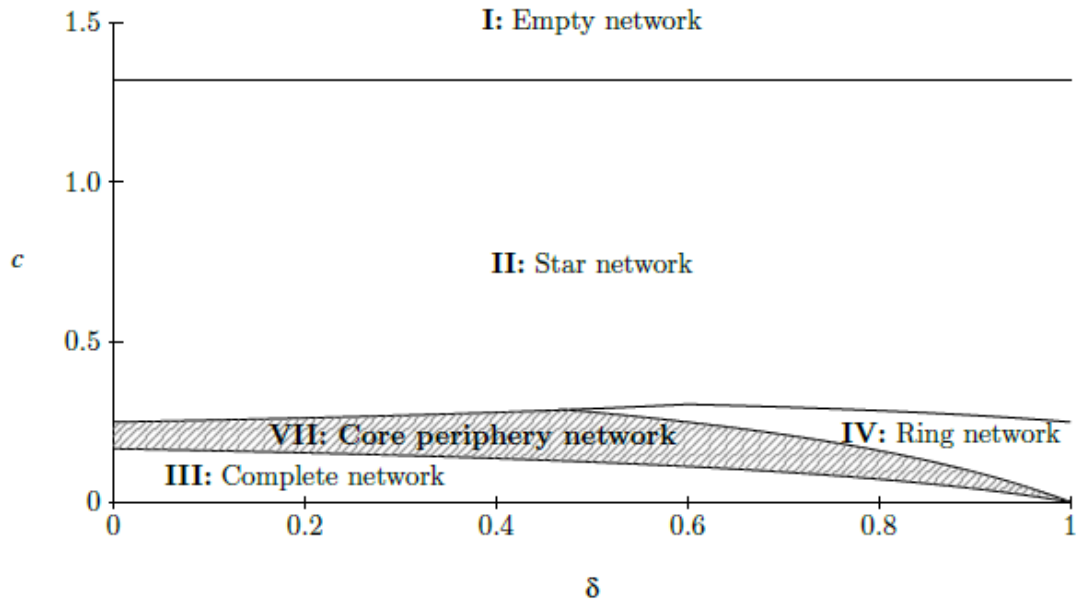 I: Empty network
1.5
1.0
c
II: Star network
0.5
VII: Core periphery network
IV: Ring network
III: Complete network
0
0
0.2
0.4
0.6
0.8
1
δ